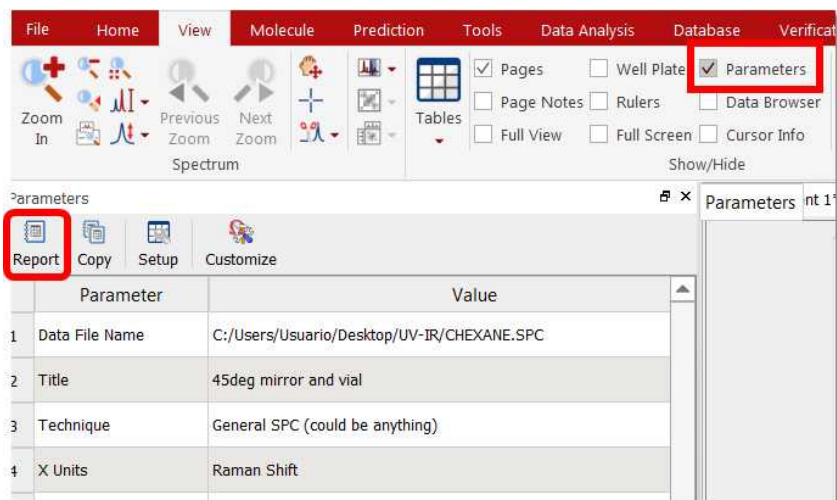 File Home View Molecule Prediction Tools Data Analysis Database Verificat
Pages Well Plate Parameters
Page Notes Rulers Data Browser
Full View Full Screen Cursor Info
Zoom In
Previous Zoom
Next Zoom
Tables
Spectrum Show/Hide
Parameters
Parameters nt 1
Report Copy Setup Customize
Parameter Value
1 Data File Name C:/Users/Usuario/Desktop/UV-IR/CHEXANE.SPC
2 Title 45deg mirror and vial
3 Technique General SPC (could be anything)
4 X Units Raman Shift